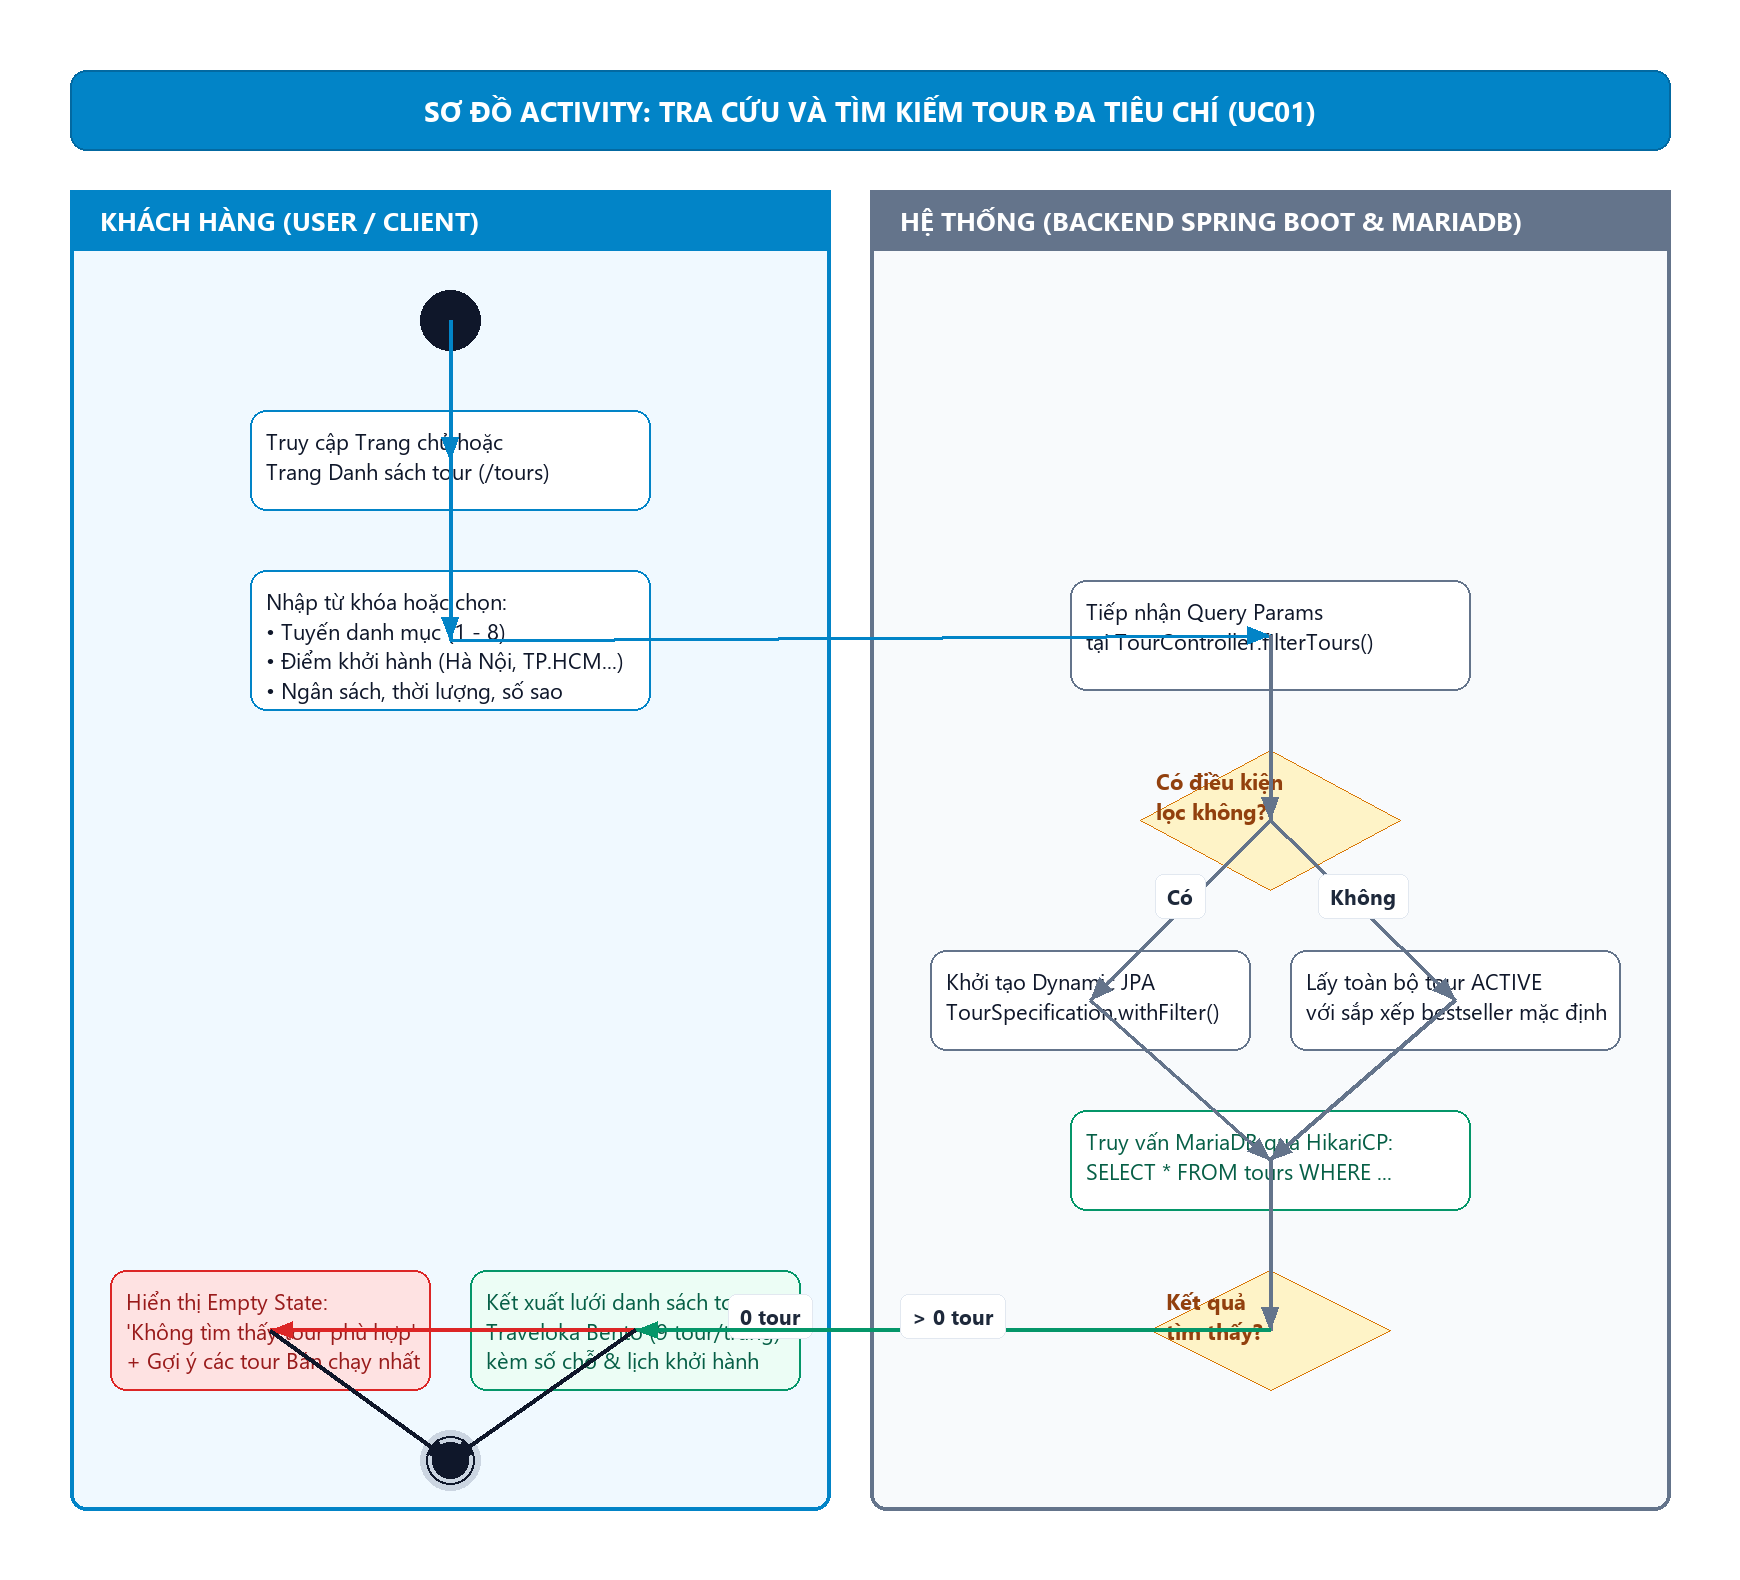 SƠ ĐỒ ACTIVITY: TRA CỨU VÀ TÌM KIẾM TOUR ĐA TIÊU CHÍ (UC01)
KHÁCH HÀNG (USER / CLIENT)
Truy cập Trang chủ hoặc
Trang Danh sách tour (/tours)
Nhập từ khóa hoặc chọn:
• Tuyến danh mục (1 - 8)
• Điểm khởi hành (Hà Nội, TP.HCM...)
• Ngân sách, thời lượng, số sao
HỆ THỐNG (BACKEND SPRING BOOT & MARIADB)
Tiếp nhận Query Params
tại TourController.filterTours()
Có điều kiện
lọc không?
Có
Không
Khởi tạo Dynamic JPA
TourSpecification.withFilter()
Lấy toàn bộ tour ACTIVE
với sắp xếp bestseller mặc định
Truy vấn MariaDB qua HikariCP:
SELECT * FROM tours WHERE ...
Kết quả
tìm thấy?
> 0 tour
0 tour
Kết xuất lưới danh sách
Traveloka Bento (9 tour/trang)
kèm số chỗ & lịch khởi hành
Hiển thị Empty State:
'Không tìm thấy tour phù hợp'
+ Gợi ý các tour Bán chạy nhất